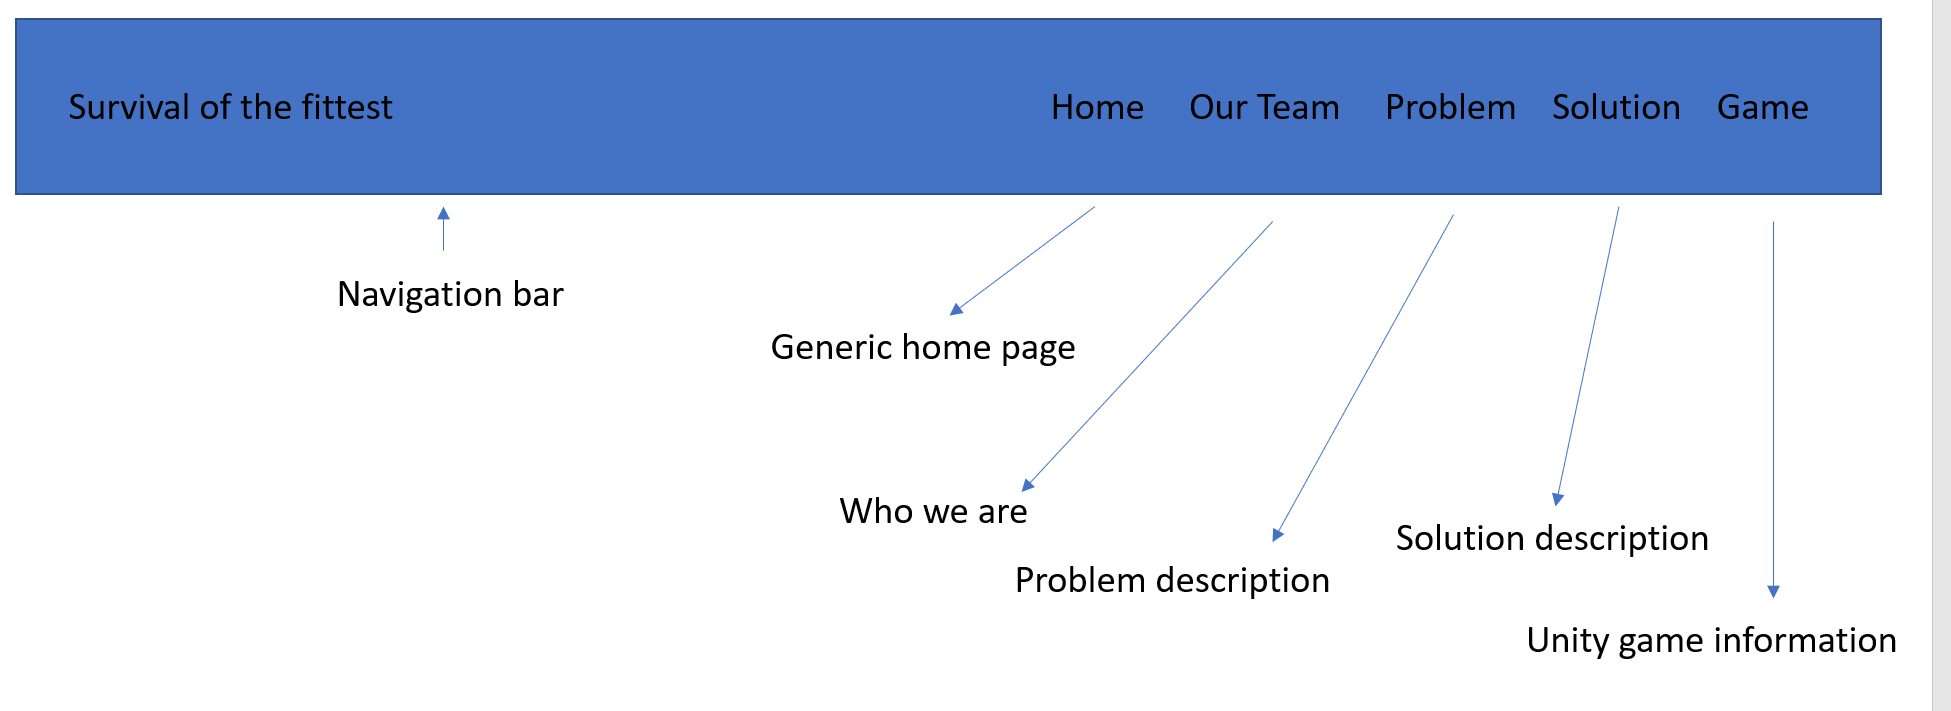 Survival of the fittest
Home Our Team Problem Solution Game
Navigation bar
Generic home page
Who we are
Solution description
Problem description
Unity game information